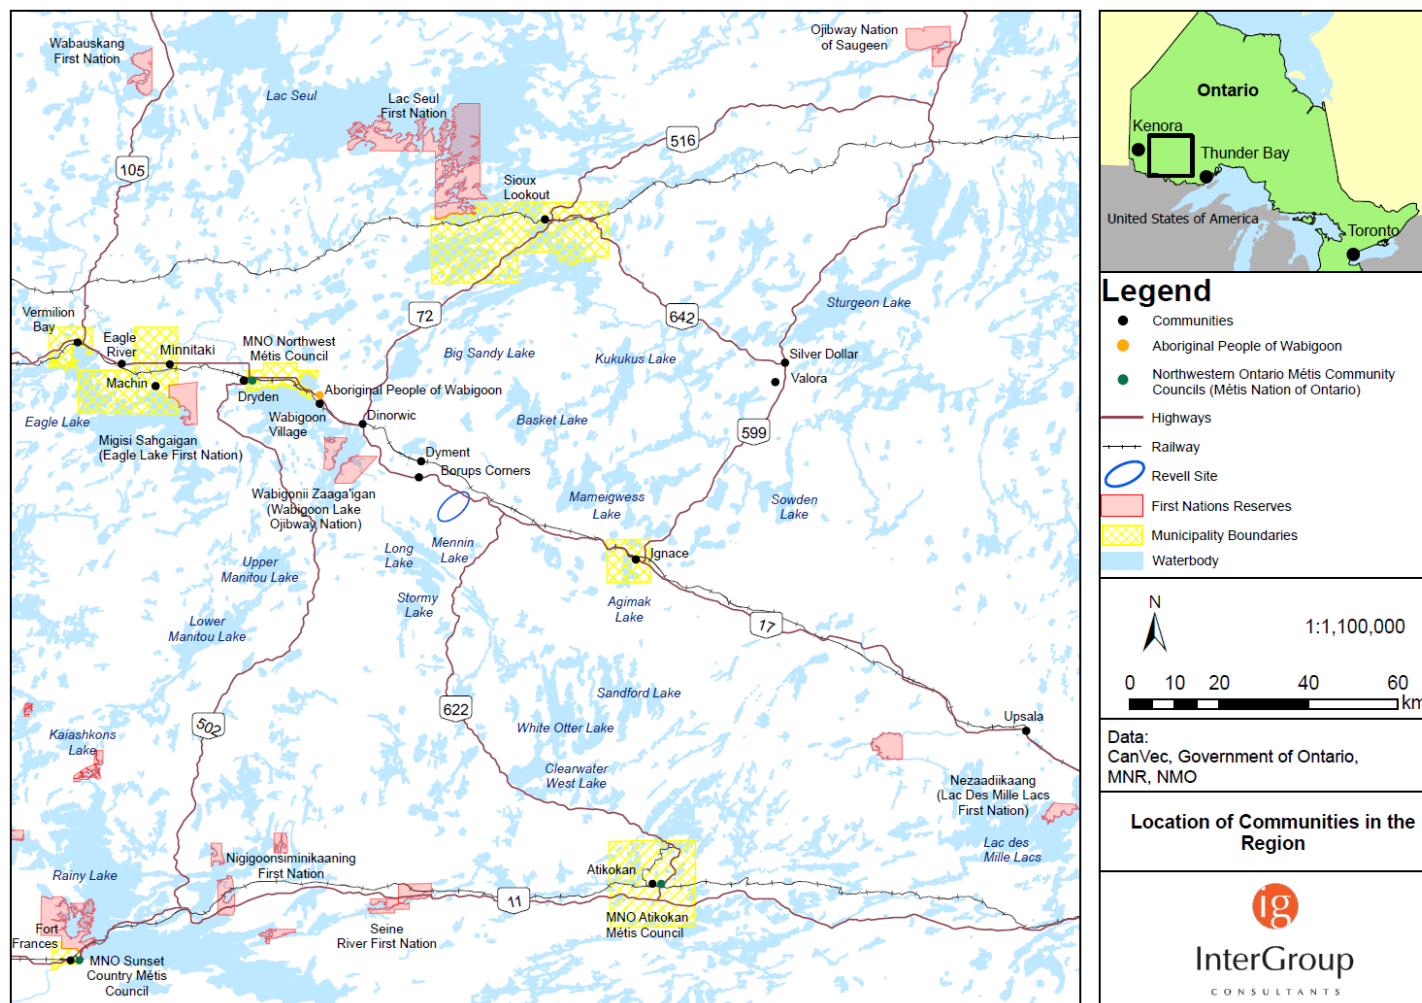 Wabauskang
First Nation
Lac Seul
Lac Seul
First Nation
Ojibway Nation
of Saugeen
105
516
Sioux
Lookout
Vermilion
Bay
Eagle
River
Minnitaki
MNO Northwest
Métis Council
72
642
Sturgeon Lake
Big Sandy Lake
Kukukus Lake
Silver Dollar
Valora
Machin
Dryden
Aboriginal People of Wabigoon
Wabigoon
Village
Dinorwic
Eagle Lake
Basket Lake
599
Migisi Sahgaigan
(Eagle Lake First Nation)
Dyment
Borups Corners
Wabigonii Zaaga'igan
(Wabigoon Lake
Ojibway Nation)
Mameigwess
Lake
Sowden
Lake
Mennin
Lake
Long
Lake
Upper
Manitou Lake
Ignace
Stormy
Lake
Agimak
Lake
Lower
Manitou Lake
17
Sandford Lake
622
502
White Otter Lake
Upsala
Kaiashkons
Lake
Clearwater
West Lake
Nezaadiikaang
(Lac Des Mille Lacs
First Nation)
Lac des
Mille Lacs
Nigigoonsiminikaaning
First Nation
Rainy Lake
Atikokan
11
MNO Atikokan
Métis Council
Seine
River First Nation
Fort
Frances
MNO Sunset
Country Métis
Council
Ontario
Kenora
Thunder Bay
United States of America
Toronto
Legend
Communities
Aboriginal People of Wabigoon
Northwestern Ontario Métis Community
Councils (Métis Nation of Ontario)
Highways
Railway
Revell Site
First Nations Reserves
Municipality Boundaries
Waterbody
N
1:1,100,000
0 10 20 40 60
km
Data:
CanVec, Government of Ontario,
MNR, NMO
Location of Communities in the
Region
ig
InterGroup
CONSULTANTS